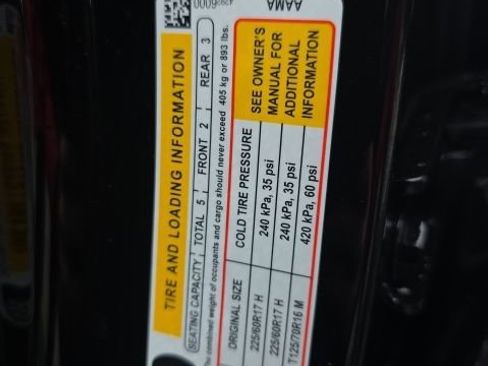 0009
AAMA
TIRE AND LOADING INFORMATION
SEATING CAPACITY TOTAL 5 FRONT 2 REAR 3
The combined weight of occupants and cargo should never exceed 405 kg or 893 lbs.
ORIGINAL SIZE COLD TIRE PRESSURE
225/60R17 H 240 kPa, 35 psi
225/60R17 H 240 kPa, 35 psi
T125/70R16 M 420 kPa, 60 psi
SEE OWNER'S
MANUAL FOR
ADDITIONAL
INFORMATION